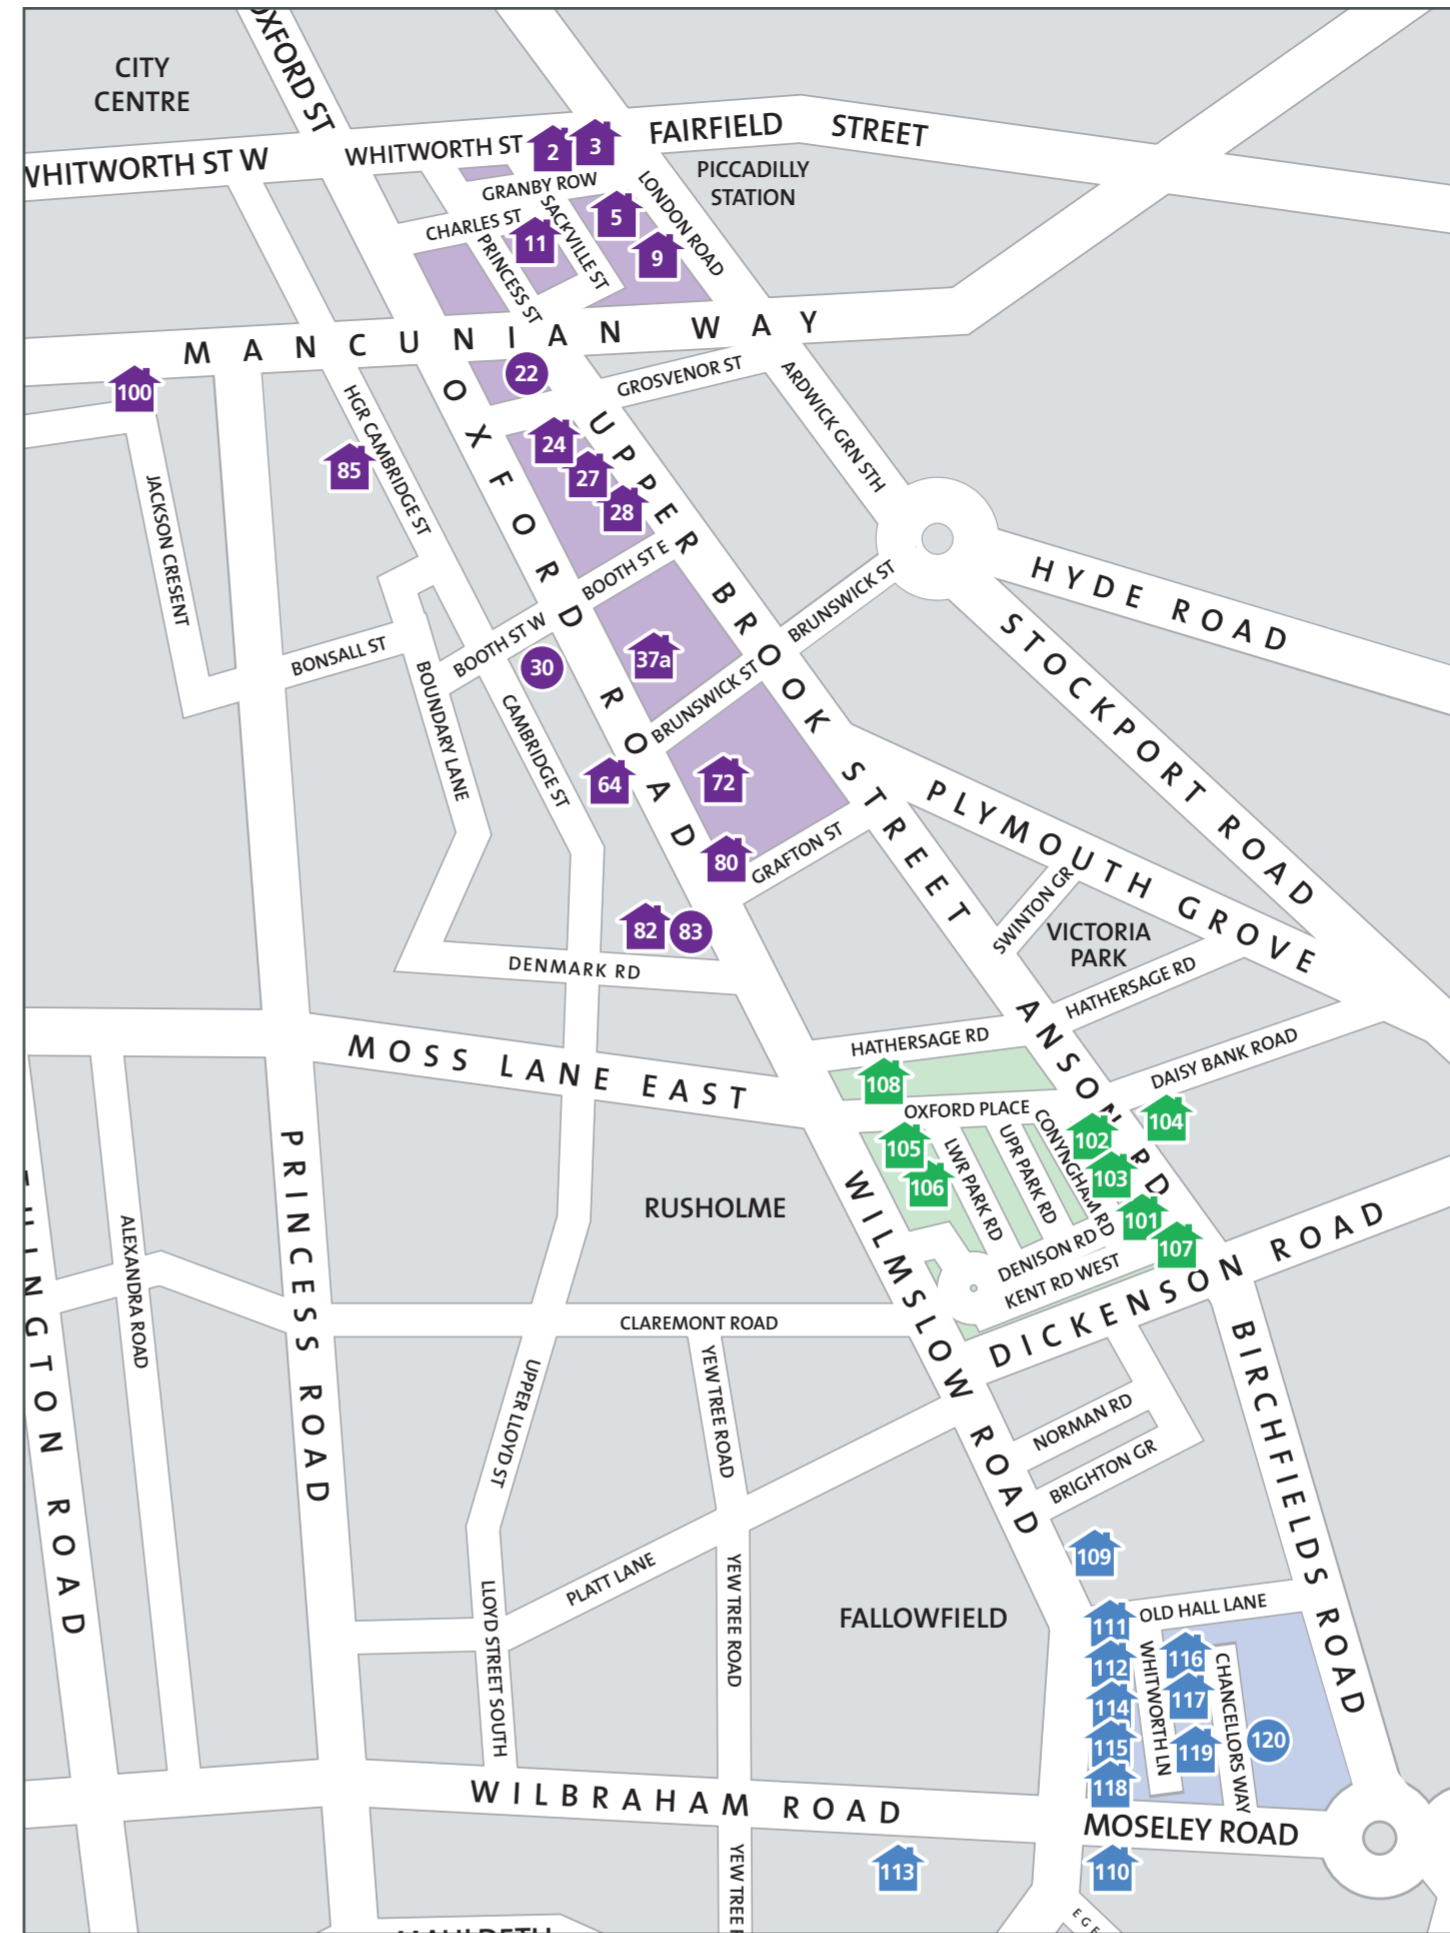 OXFORD ST
CITY
CENTRE
WHITWORTH ST W
WHITWORTH ST
2
3
FAIRFIELD STREET
PICCADILLY
STATION
GRANBY ROW
LONDON ROAD
SACKVILLE ST
CHARLES ST
5
11
9
PRINCESS ST
MANCUNIAN WAY
22
GROSVENOR ST
100
HGR CAMBRIDGE ST
OXFORD ROAD
UPPER BROOK STREET
ARDWICK GRN STH
24
85
27
28
JACKSON CRESENT
BOOTH ST E
BRUNSWICK ST
HYDE ROAD
STOCKPORT ROAD
BONSALL ST
BOOTH ST W
30
37a
BOUNDARY LANE
CAMBRIDGE ST
BRUNSWICK ST
64
72
PLYMOUTH GROVE
80
GRAFTON ST
SWINTON GR
82
83
VICTORIA
PARK
DENMARK RD
HATHERSAGE RD
HATHERSAGE RD
ANSON RD
MOSS LANE EAST
DAISY BANK ROAD
108
OXFORD PLACE
104
105
102
106
103
LWR PARK RD
UPR PARK RD
CONYNGHAM RD
101
107
PRINCESS ROAD
RUSHOLME
WILMSLOW ROAD
DENISON RD
KENT RD WEST
DICKENSON ROAD
ALEXANDRA ROAD
CLAREMONT ROAD
BIRCHFIELDS ROAD
UPPER LLOYD ST
YEW TREE ROAD
NORMAN RD
BRIGHTON GR
109
PLATT LANE
YEW TREE ROAD
FALLOWFIELD
111
OLD HALL LANE
LLOYD STREET SOUTH
112
116
WHITWORTH LN
CHANCELLORS WAY
114
117
115
119
120
118
WILBRAHAM ROAD
MOSELEY ROAD
113
110
YEW TREE